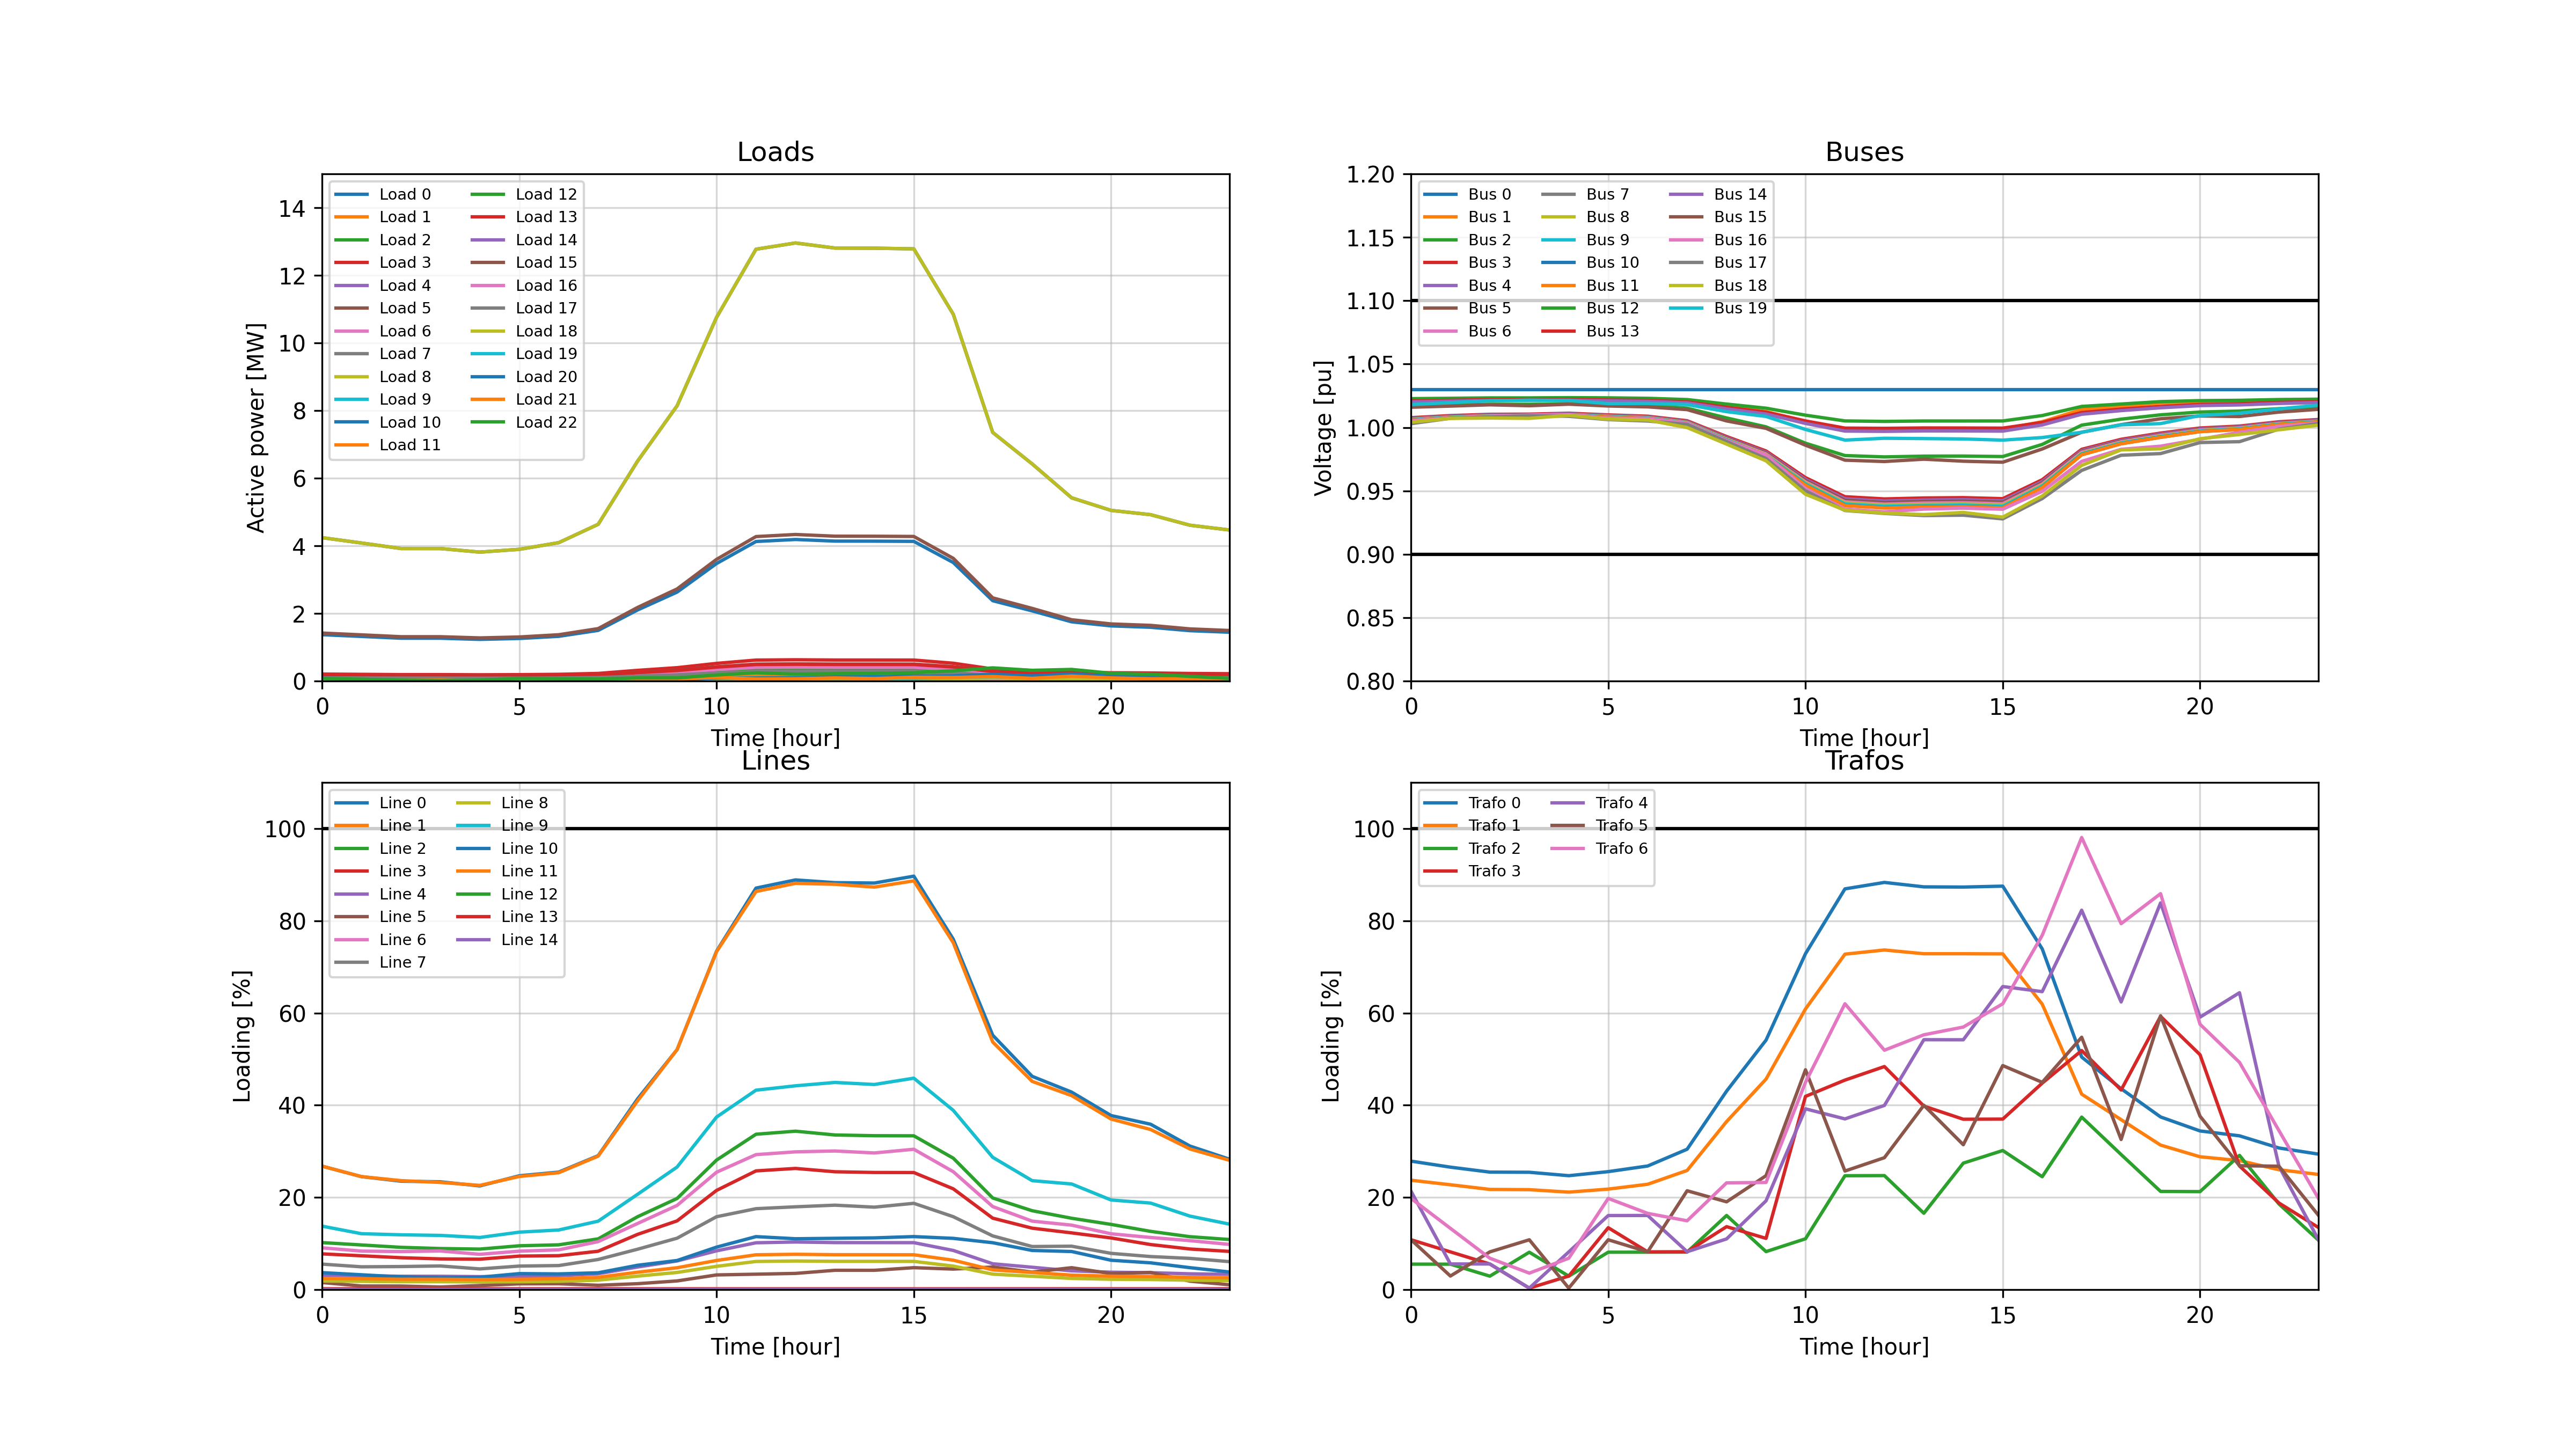 Loads
Active power [MW]
14
12
10
8
6
4
2
0
Load 0
Load 1
Load 2
Load 3
Load 4
Load 5
Load 6
Load 7
Load 8
Load 9
Load 10
Load 11
Load 12
Load 13
Load 14
Load 15
Load 16
Load 17
Load 18
Load 19
Load 20
Load 21
Load 22
0 5 10 15 20
Time [hour]
Buses
Voltage [pu]
1.20
1.15
1.10
1.05
1.00
0.95
0.90
0.85
0.80
Bus 0
Bus 1
Bus 2
Bus 3
Bus 4
Bus 5
Bus 6
Bus 7
Bus 8
Bus 9
Bus 10
Bus 11
Bus 12
Bus 13
Bus 14
Bus 15
Bus 16
Bus 17
Bus 18
Bus 19
0 5 10 15 20
Time [hour]
Lines
Loading [%]
100
80
60
40
20
0
Line 0
Line 1
Line 2
Line 3
Line 4
Line 5
Line 6
Line 7
Line 8
Line 9
Line 10
Line 11
Line 12
Line 13
Line 14
0 5 10 15 20
Time [hour]
Trafos
Loading [%]
100
80
60
40
20
0
Trafo 0
Trafo 1
Trafo 2
Trafo 3
Trafo 4
Trafo 5
Trafo 6
0 5 10 15 20
Time [hour]